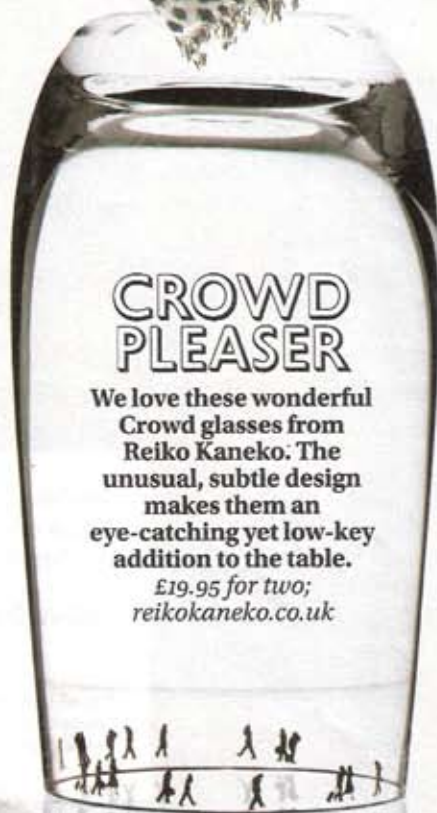 CROWD
PLEASER
We love these wonderful
Crowd glasses from
Reiko Kaneko. The
unusual, subtle design
makes them an
eye-catching yet low-key
addition to the table.
£19.95 for two;
reikokaneko.co.uk